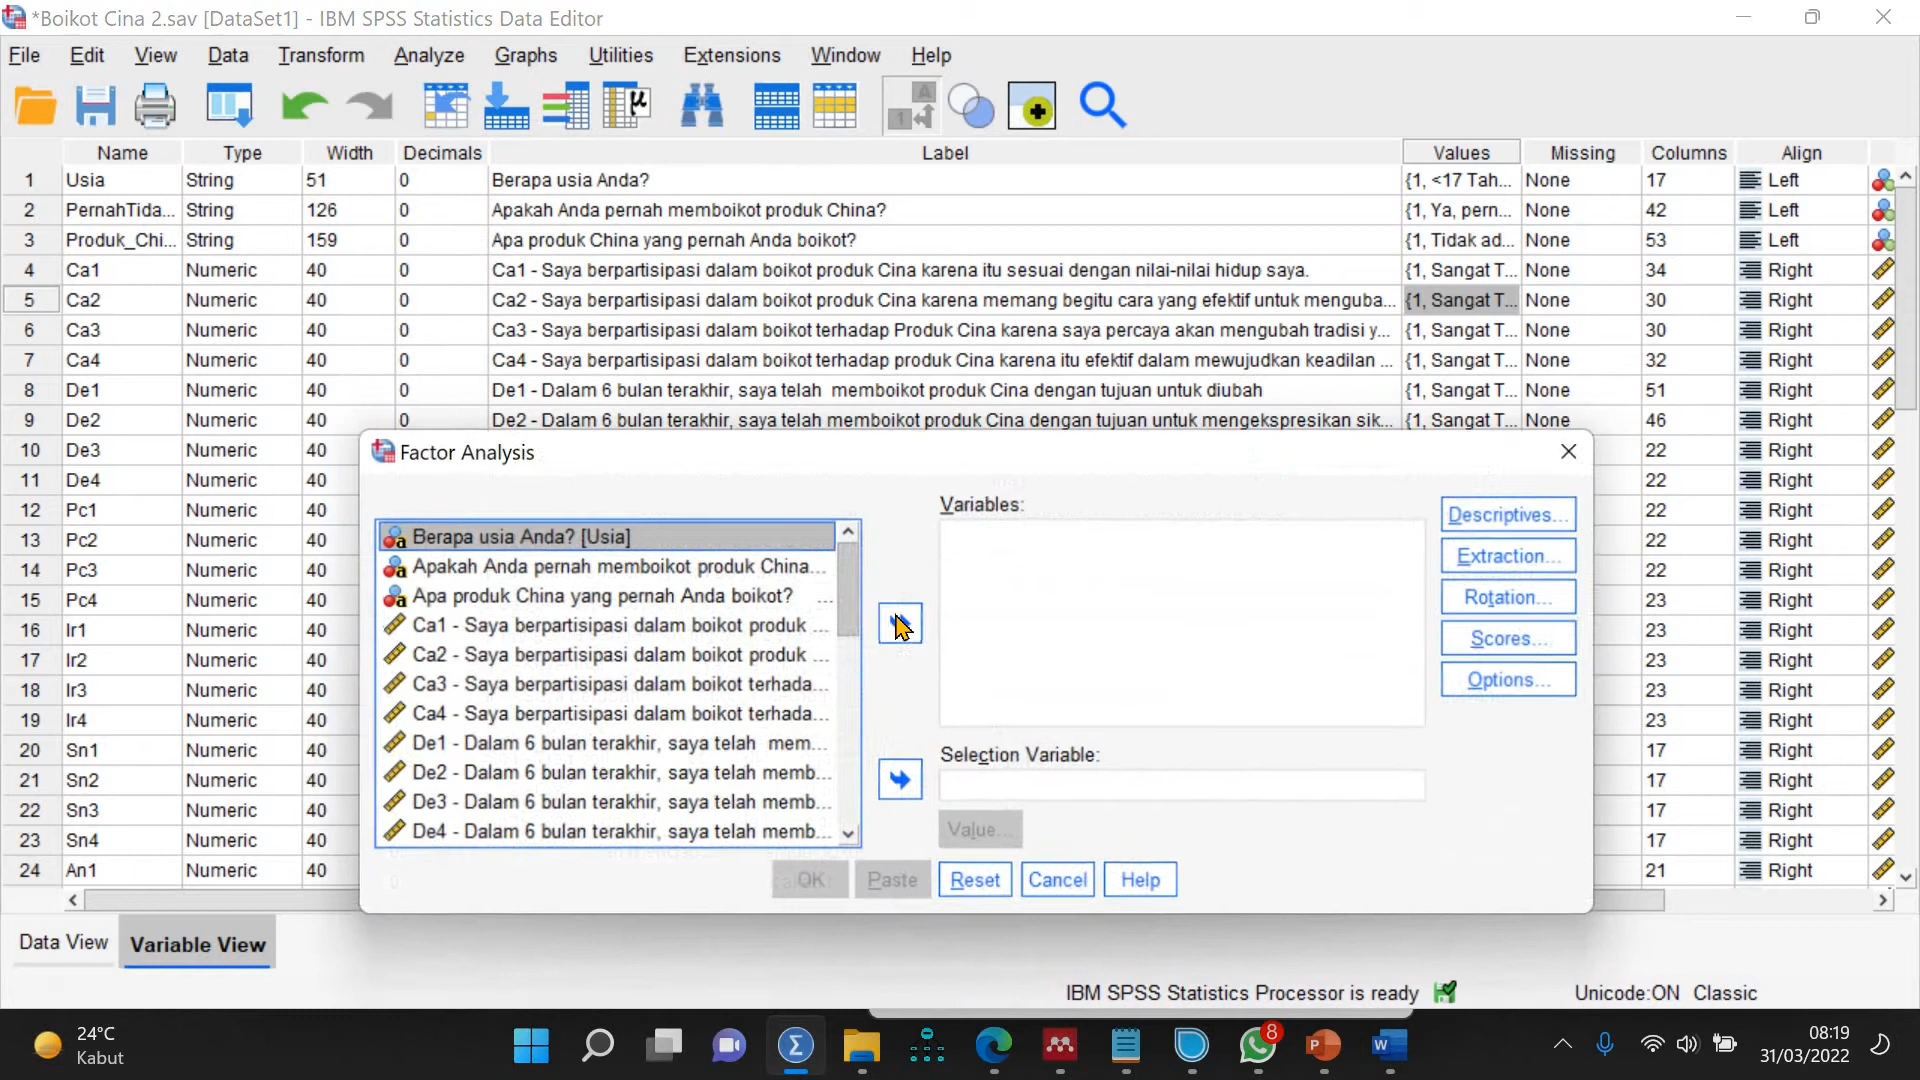 *Boikot Cina 2.sav [DataSet1] - IBM SPSS Statistics Data Editor
File Edit View Data Transform Analyze Graphs Utilities Extensions Window Help
Name Type Width Decimals Label Values Missing Columns Align
1 Usia String 51 0 Berapa usia Anda? {1, <17 Tah... None 17 Left
2 PernahTida... String 126 0 Apakah Anda pernah memboikot produk China? {1, Ya, pern... None 42 Left
3 Produk_Chi... String 159 0 Apa produk China yang pernah Anda boikot? {1, Tidak ad... None 53 Left
4 Ca1 Numeric 40 0 Ca1 - Saya berpartisipasi dalam boikot produk Cina karena itu sesuai dengan nilai-nilai hidup saya. {1, Sangat T... None 34 Right
5 Ca2 Numeric 40 0 Ca2 - Saya berpartisipasi dalam boikot produk Cina karena memang begitu cara yang efektif untuk menguba... {1, Sangat T... None 30 Right
6 Ca3 Numeric 40 0 Ca3 - Saya berpartisipasi dalam boikot terhadap Produk Cina karena saya percaya akan mengubah tradisi y... {1, Sangat T... None 30 Right
7 Ca4 Numeric 40 0 Ca4 - Saya berpartisipasi dalam boikot terhadap produk Cina karena itu efektif dalam mewujudkan keadilan ... {1, Sangat T... None 32 Right
8 De1 Numeric 40 0 De1 - Dalam 6 bulan terakhir, saya telah  memboikot produk Cina dengan tujuan untuk diubah {1, Sangat T... None 51 Right
9 De2 Numeric 40 0 De2 - Dalam 6 bulan terakhir, saya telah memboikot produk Cina dengan tujuan untuk mengekspresikan sik... {1, Sangat T... None 46 Right
10 De3 Numeric 40 22 Right
11 De4 Numeric 40 22 Right
12 Pc1 Numeric 40 22 Right
13 Pc2 Numeric 40 22 Right
14 Pc3 Numeric 40 22 Right
15 Pc4 Numeric 40 23 Right
16 Ir1 Numeric 40 23 Right
17 Ir2 Numeric 40 23 Right
18 Ir3 Numeric 40 23 Right
19 Ir4 Numeric 40 23 Right
20 Sn1 Numeric 40 17 Right
21 Sn2 Numeric 40 17 Right
22 Sn3 Numeric 40 17 Right
23 Sn4 Numeric 40 17 Right
24 An1 Numeric 40 21 Right
Factor Analysis
Berapa usia Anda? [Usia]
Apakah Anda pernah memboikot produk China...
Apa produk China yang pernah Anda boikot? ...
Ca1 - Saya berpartisipasi dalam boikot produk ...
Ca2 - Saya berpartisipasi dalam boikot produk ...
Ca3 - Saya berpartisipasi dalam boikot terhada...
Ca4 - Saya berpartisipasi dalam boikot terhada...
De1 - Dalam 6 bulan terakhir, saya telah  mem...
De2 - Dalam 6 bulan terakhir, saya telah memb...
De3 - Dalam 6 bulan terakhir, saya telah memb...
De4 - Dalam 6 bulan terakhir, saya telah memb...
Variables:
Selection Variable:
Value...
Descriptives...
Extraction...
Rotation...
Scores...
Options...
OK Paste Reset Cancel Help
Data View Variable View
IBM SPSS Statistics Processor is ready Unicode:ON Classic
24°C
Kabut
8
08:19
31/03/2022